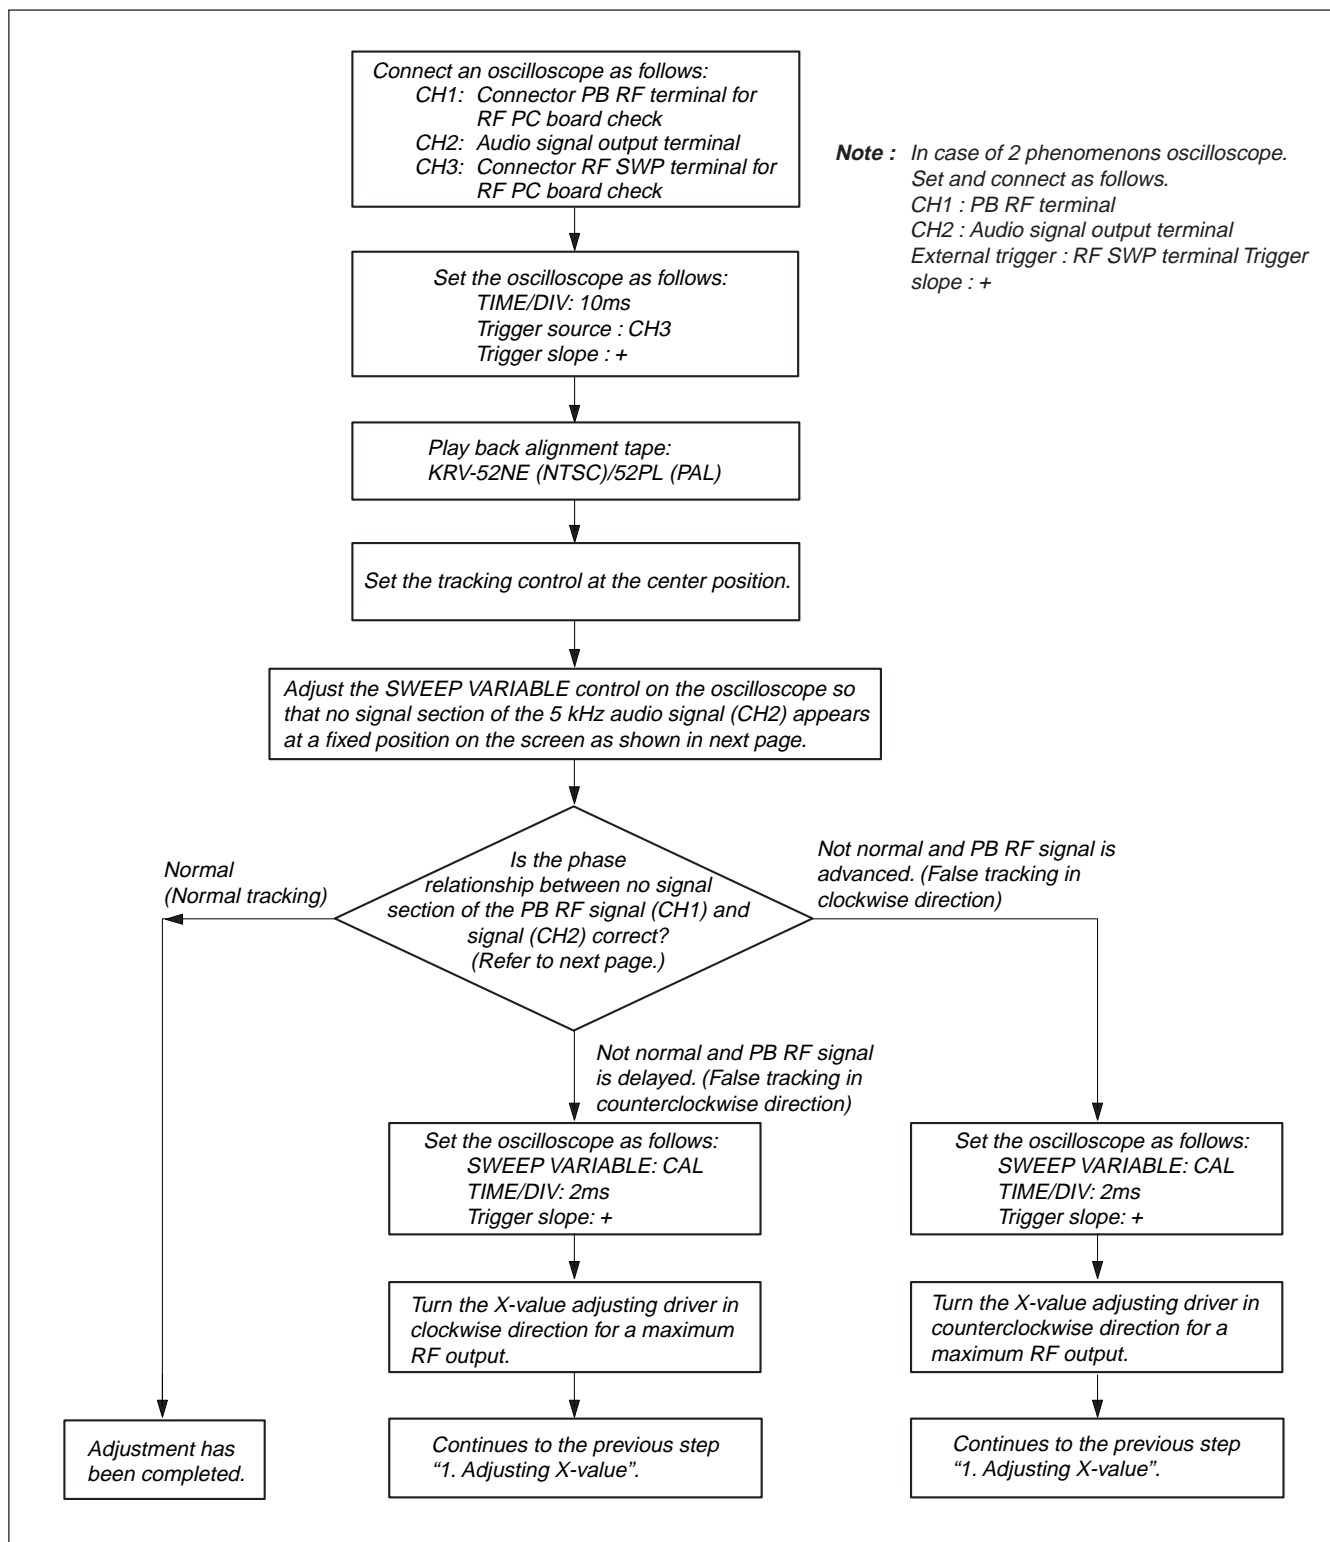 Connect an oscilloscope as follows:
CH1: Connector PB RF terminal for
RF PC board check
CH2: Audio signal output terminal
CH3: Connector RF SWP terminal for
RF PC board check
Note : In case of 2 phenomenons oscilloscope.
Set and connect as follows.
CH1 : PB RF terminal
CH2 : Audio signal output terminal
External trigger : RF SWP terminal Trigger
slope : +
Set the oscilloscope as follows:
TIME/DIV: 10ms
Trigger source : CH3
Trigger slope : +
Play back alignment tape:
KRV-52NE (NTSC)/52PL (PAL)
Set the tracking control at the center position.
Adjust the SWEEP VARIABLE control on the oscilloscope so
that no signal section of the 5 kHz audio signal (CH2) appears
at a fixed position on the screen as shown in next page.
Is the phase
relationship between no signal
section of the PB RF signal (CH1) and
signal (CH2) correct?
(Refer to next page.)
Normal
(Normal tracking)
Not normal and PB RF signal is
advanced. (False tracking in
clockwise direction)
Not normal and PB RF signal
is delayed. (False tracking in
counterclockwise direction)
Set the oscilloscope as follows:
SWEEP VARIABLE: CAL
TIME/DIV: 2ms
Trigger slope: +
Set the oscilloscope as follows:
SWEEP VARIABLE: CAL
TIME/DIV: 2ms
Trigger slope: +
Turn the X-value adjusting driver in
clockwise direction for a maximum
RF output.
Turn the X-value adjusting driver in
counterclockwise direction for a
maximum RF output.
Adjustment has
been completed.
Continues to the previous step
“1. Adjusting X-value”.
Continues to the previous step
“1. Adjusting X-value”.